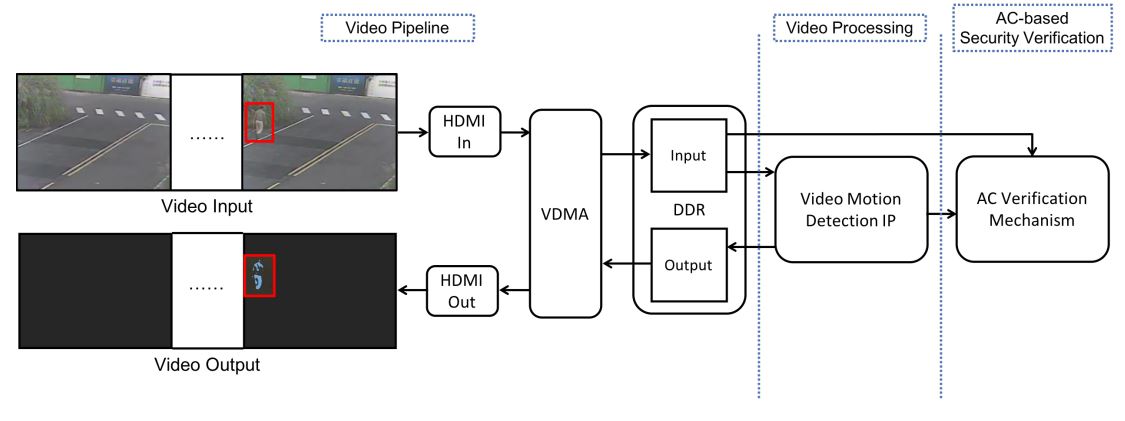 Video Pipeline
Video Processing
AC-based
Security Verification
......
Video Input
HDMI
In
VDMA
Input
DDR
Output
Video Motion
Detection IP
AC Verification
Mechanism
......
HDMI
Out
Video Output